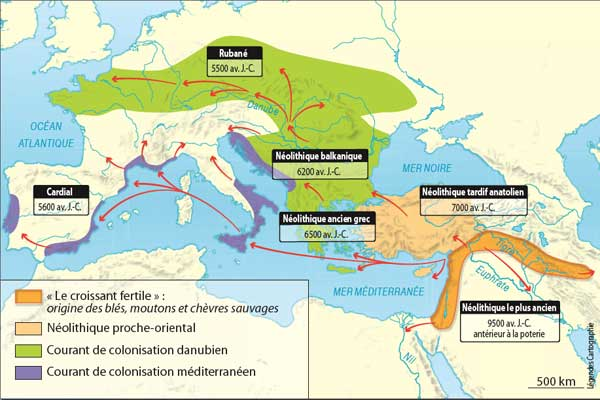 Rubané
5500 av. J.-C.
Danube
OCÉAN
ATLANTIQUE
MER NOIRE
Néolithique balkanique
6200 av. J.-C.
Cardial
5600 av. J.-C.
Néolithique tardif anatolien
7000 av. J.-C.
Néolithique ancien grec
6500 av. J.-C.
Tigre
Euphrate
MER MÉDITERRANÉE
Néolithique le plus ancien
9500 av. J.-C.
antérieur à la poterie
Nil
« Le croissant fertile » :
origine des blés, moutons et chèvres sauvages
Néolithique proche-oriental
Courant de colonisation danubien
Courant de colonisation méditerranéen
500 km
Légendes Cartographie